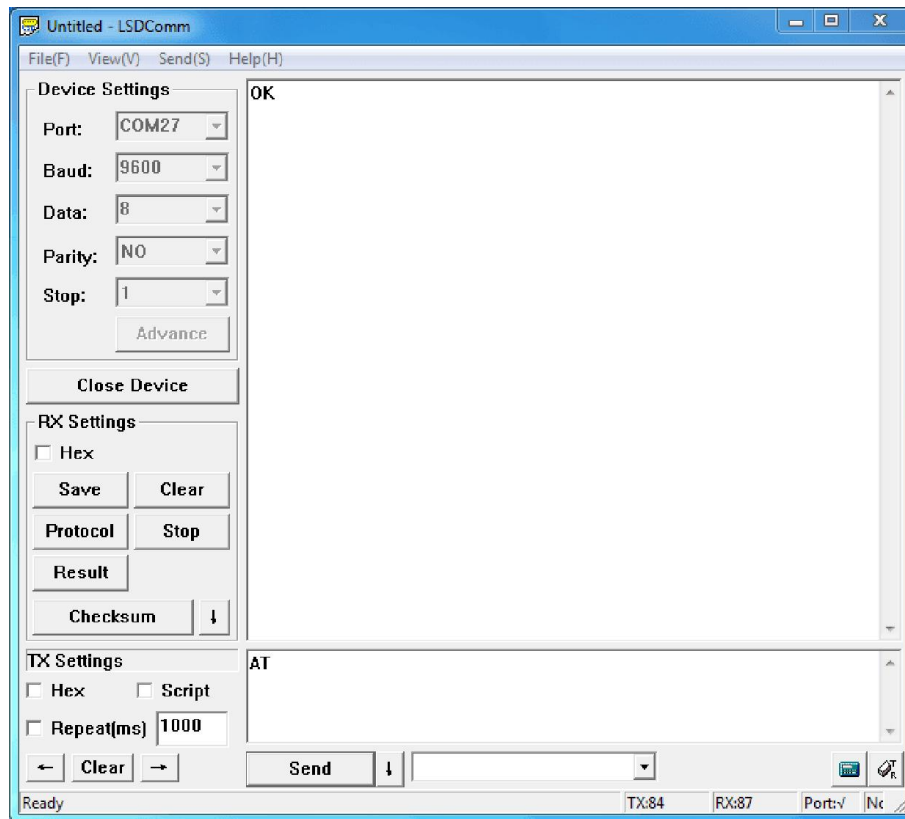 Untitled - LSDComm
File(F) View(V) Send(S) Help(H)
Device Settings
Port: COM27
Baud: 9600
Data: 8
Parity: NO
Stop: 1
Advance
Close Device
RX Settings
Hex
Save Clear
Protocol Stop
Result
Checksum
OK
TX Settings
Hex Script
Repeat(ms) 1000
Clear
AT
Send
Ready TX:84 RX:87 Port:√